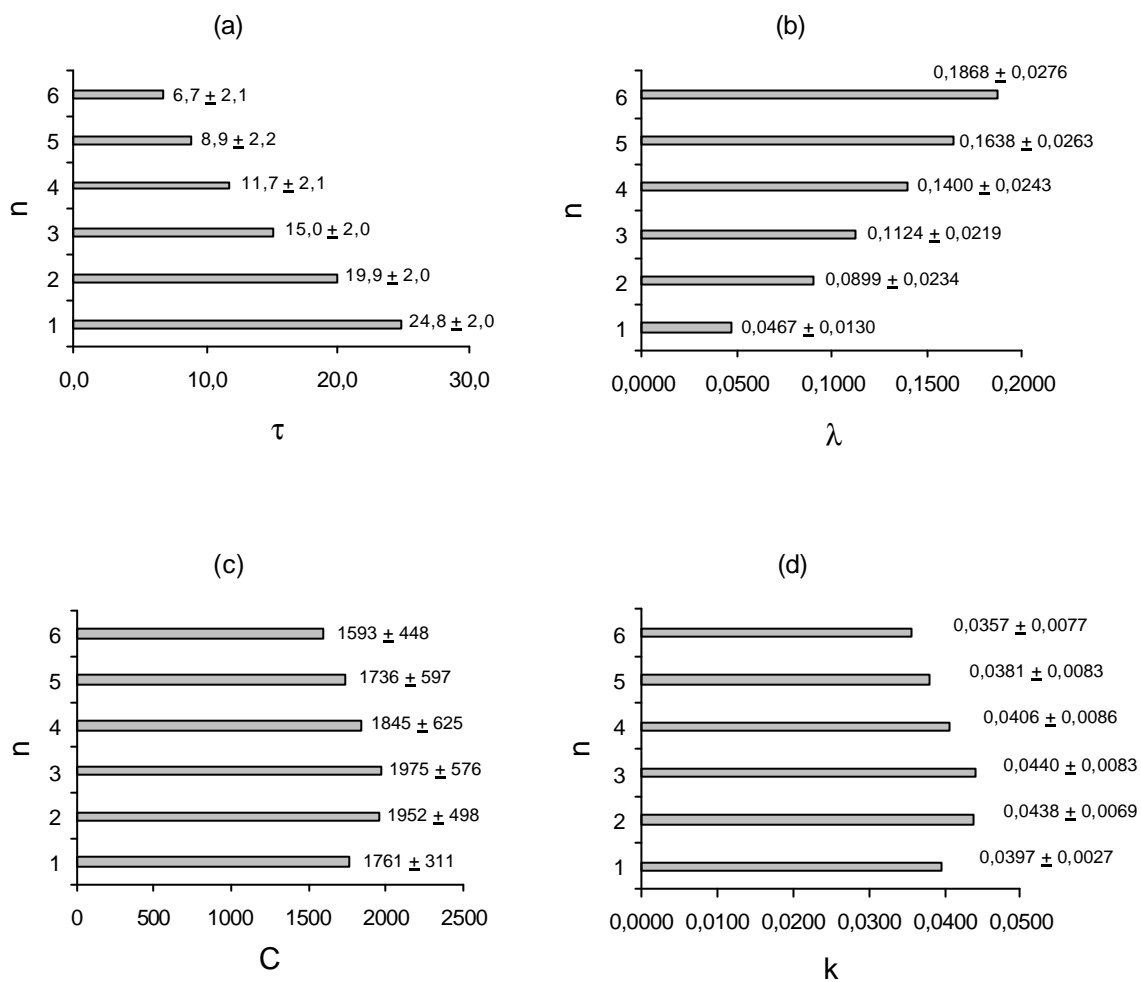 (a)
6
6,7 ± 2,1
5
8,9 ± 2,2
4
11,7 ± 2,1
n
3
15,0 ± 2,0
2
19,9 ± 2,0
1
24,8 ± 2,0
0,0 10,0 20,0 30,0
τ
(b)
0,1868 ± 0,0276
6
5
0,1638 ± 0,0263
4
0,1400 ± 0,0243
n
3
0,1124 ± 0,0219
2
0,0899 ± 0,0234
1
0,0467 ± 0,0130
0,0000 0,0500 0,1000 0,1500 0,2000
λ
(c)
6
1593 ± 448
5
1736 ± 597
4
1845 ± 625
n
3
1975 ± 576
2
1952 ± 498
1
1761 ± 311
0 500 1000 1500 2000 2500
C
(d)
6
0,0357 ± 0,0077
5
0,0381 ± 0,0083
4
0,0406 ± 0,0086
n
3
0,0440 ± 0,0083
2
0,0438 ± 0,0069
1
0,0397 ± 0,0027
0,0000 0,0100 0,0200 0,0300 0,0400 0,0500
k